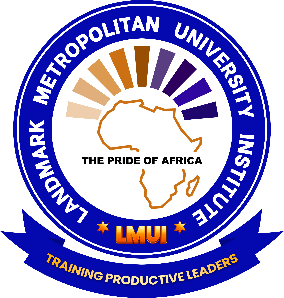 LANDMARK METROPOLITAN UNIVERSITY INSTITUTE
THE PRIDE OF AFRICA
LMUI
TRAINING PRODUCTIVE LEADERS